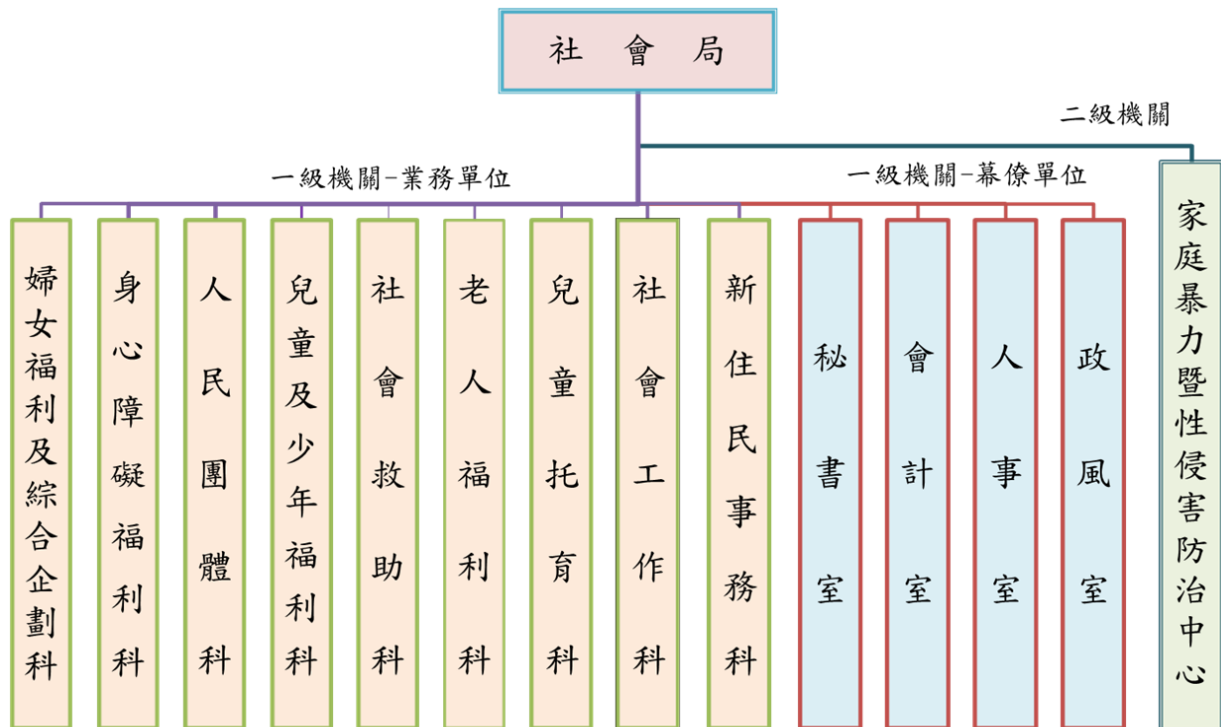 社會局
二級機關
一級機關-業務單位
一級機關-幕僚單位
婦女福利及綜合企劃科
身心障礙福利科
人民團體科
兒童及少年福利科
社會救助科
老人福利科
兒童托育科
社會工作科
新住民事務科
秘書室
會計室
人事室
政風室
家庭暴力暨性侵害防治中心